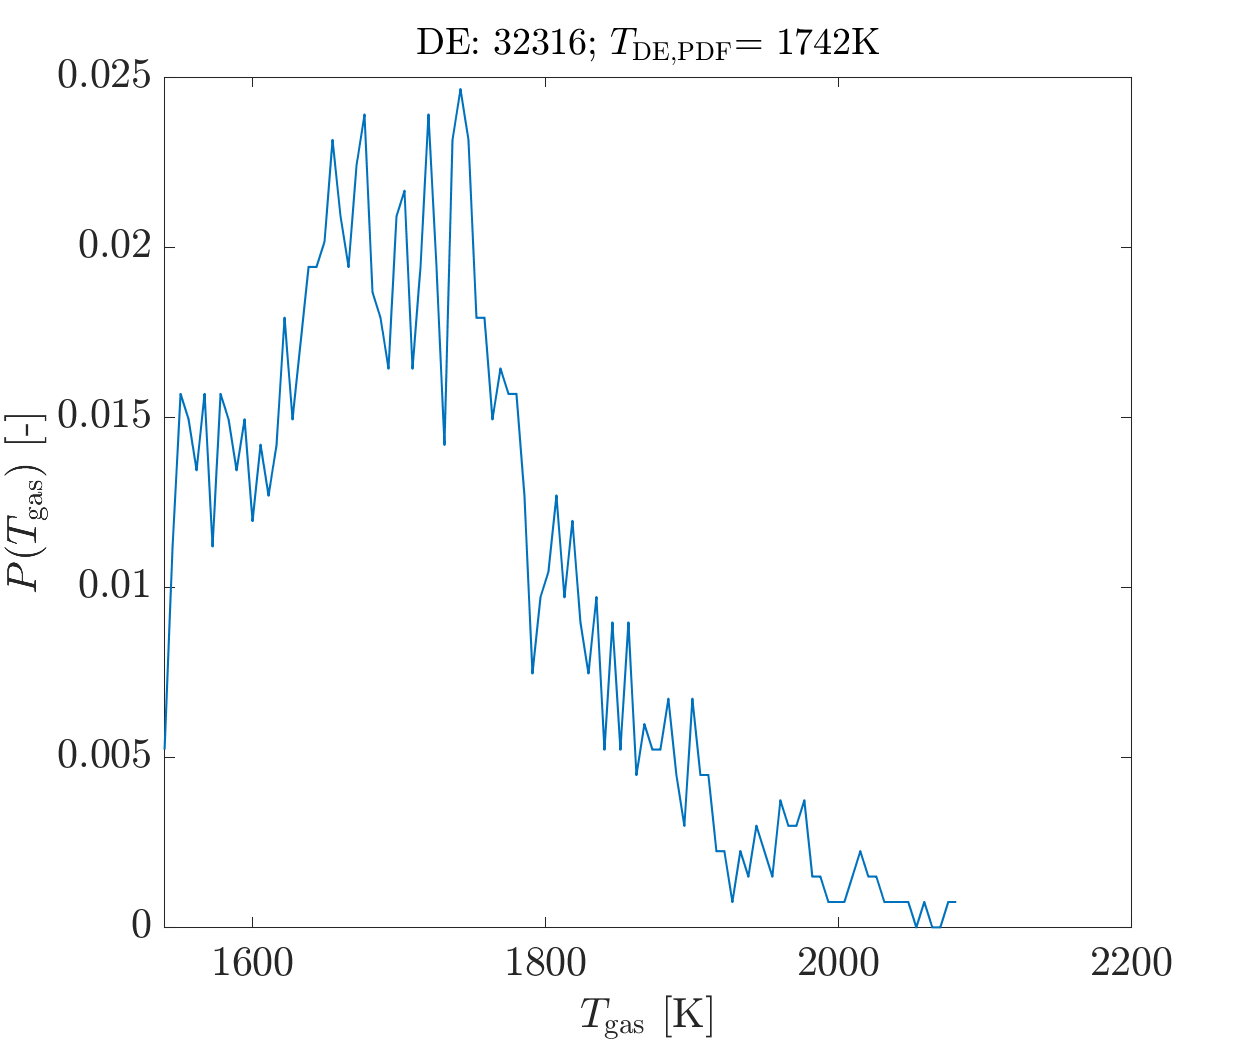 DE: 32316; T_DE,PDF= 1742K
0.025
0.02
0.015
0.01
0.005
0
P(T_gas) [-]
1600 1800 2000 2200
T_gas [K]